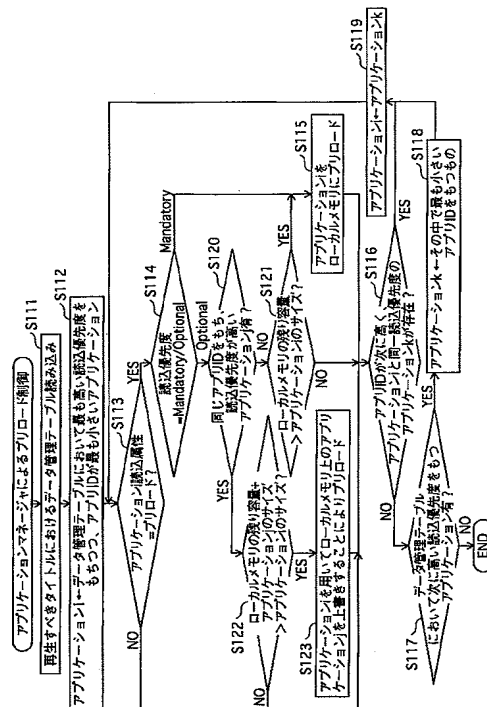 アプリケーションマネージャによるプリロード制御
S111
再生すべきタイトルにおけるデータ管理テーブル読み込み
S112
アプリケーションi←データ管理テーブルにおいて最も高い読込優先度を
もちつつ、アプリIDが最も小さいアプリケーション
S113
アプリケーションi読込属性
=プリロード?
NO
YES
S114
読込優先度
=Mandatory/Optional
Mandatory
Optional
S120
同じアプリIDをもち、
読込優先度が高い
アプリケーションj有?
YES
NO
S121
ローカルメモリの残り容量
>アプリケーションiのサイズ?
YES
NO
S115
アプリケーションiを
ローカルメモリにプリロード
S122
ローカルメモリの残り容量+
アプリケーションjのサイズ
>アプリケーションiのサイズ?
NO
YES
S123
アプリケーションiを用いてローカルメモリ上のアプリ
ケーションjを上書きすることによりプリロード
S116
アプリIDが次に高く、
アプリケーションiと同一読込優先度の
アプリケーションkが存在?
YES
NO
S117
データ管理テーブル
において次に高い読込優先度をもつ
アプリケーション有?
YES
NO
S118
アプリケーションk←その中で最も小さい
アプリIDをもつもの
S119
アプリケーションi←アプリケーションk
END